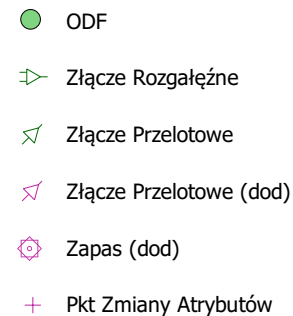 ODF
Złącze Rozgałęźne
Złącze Przelotowe
Złącze Przelotowe (dod)
Zapas (dod)
Pkt Zmiany Atrybutów